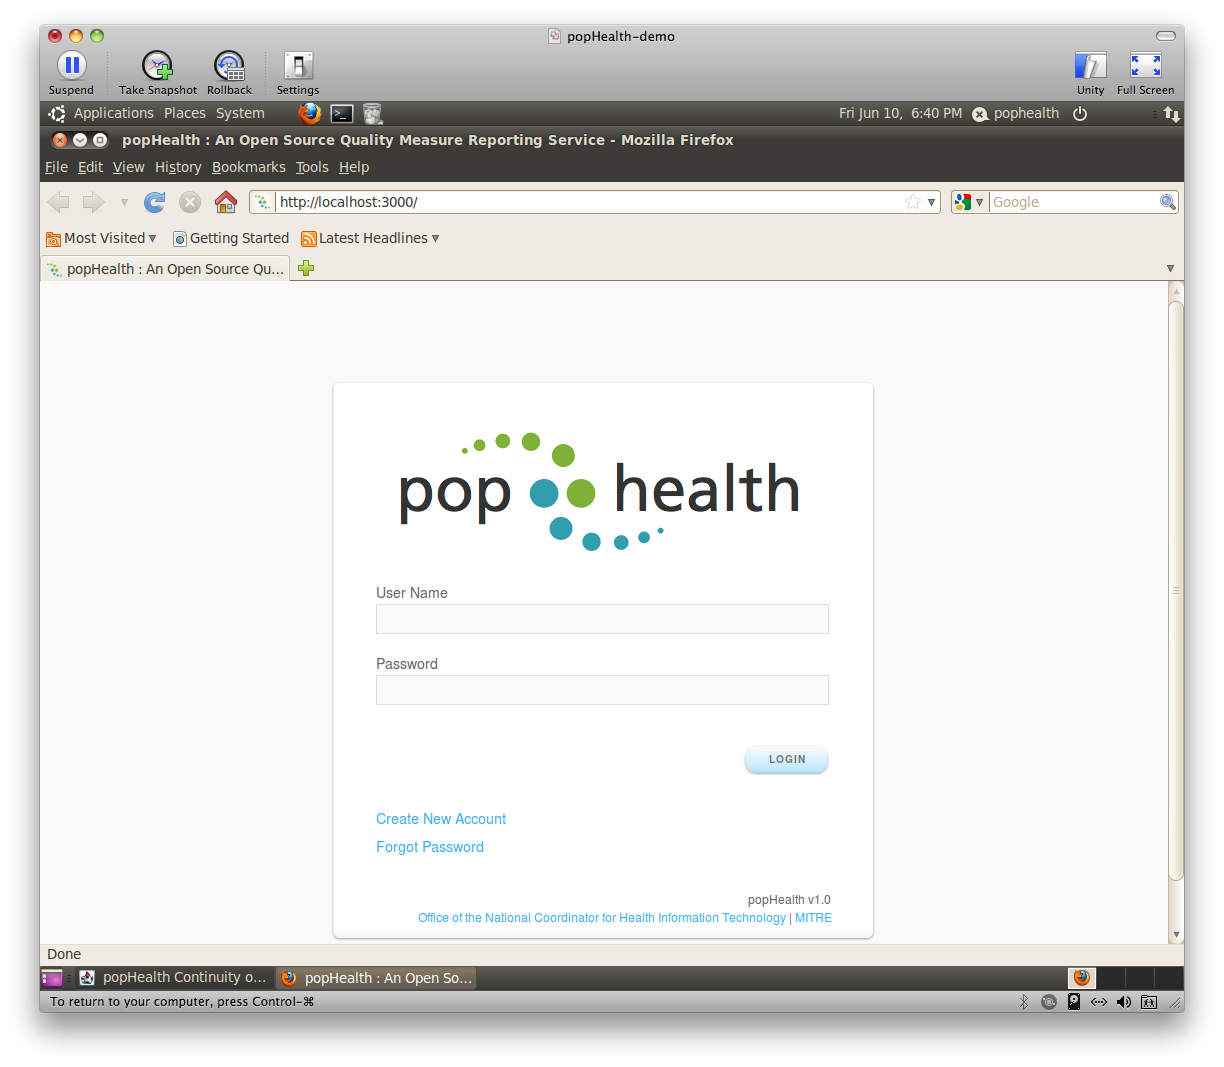 popHealth-demo
Suspend Take Snapshot Rollback Settings Unity Full Screen
Applications Places System Fri Jun 10, 6:40 PM pophealth
popHealth : An Open Source Quality Measure Reporting Service - Mozilla Firefox
File Edit View History Bookmarks Tools Help
http://localhost:3000/ Google
Most Visited Getting Started Latest Headlines
popHealth : An Open Source Qu...
pop health
User Name
Password
LOGIN
Create New Account
Forgot Password
popHealth v1.0
Office of the National Coordinator for Health Information Technology | MITRE
Done
popHealth Continuity o... popHealth : An Open So...
To return to your computer, press Control-⌘